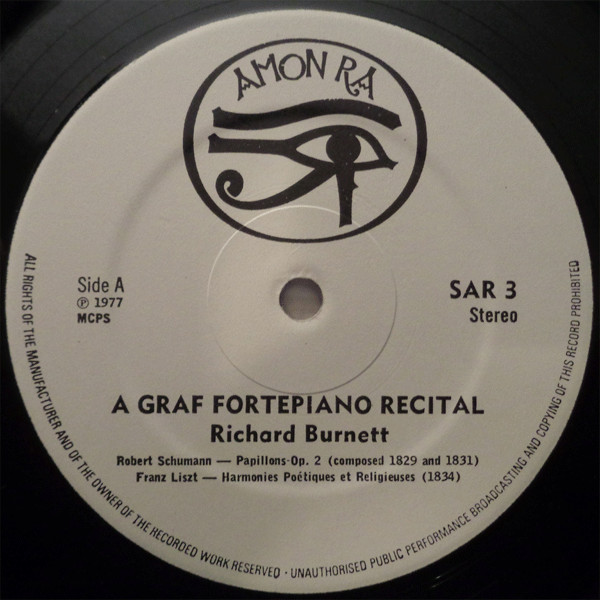 AMON RA
Side A
℗ 1977
MCPS
SAR 3
Stereo
A GRAF FORTEPIANO RECITAL
Richard Burnett
Robert Schumann — Papillons-Op. 2 (composed 1829 and 1831)
Franz Liszt — Harmonies Poétiques et Religieuses (1834)
ALL RIGHTS OF THE MANUFACTURER AND OF THE OWNER OF THE RECORDED WORK RESERVED · UNAUTHORISED PUBLIC PERFORMANCE BROADCASTING AND COPYING OF THIS RECORD PROHIBITED